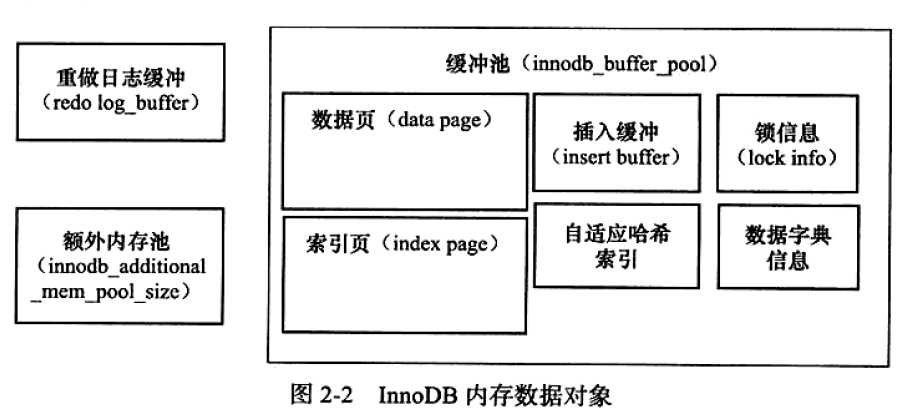 重做日志缓冲
（redo log_buffer）
额外内存池
（innodb_additional
_mem_pool_size）
缓冲池（innodb_buffer_pool）
数据页（data page）
插入缓冲
（insert buffer）
锁信息
（lock info）
索引页（index page）
自适应哈希
索引
数据字典
信息
图 2-2 InnoDB 内存数据对象